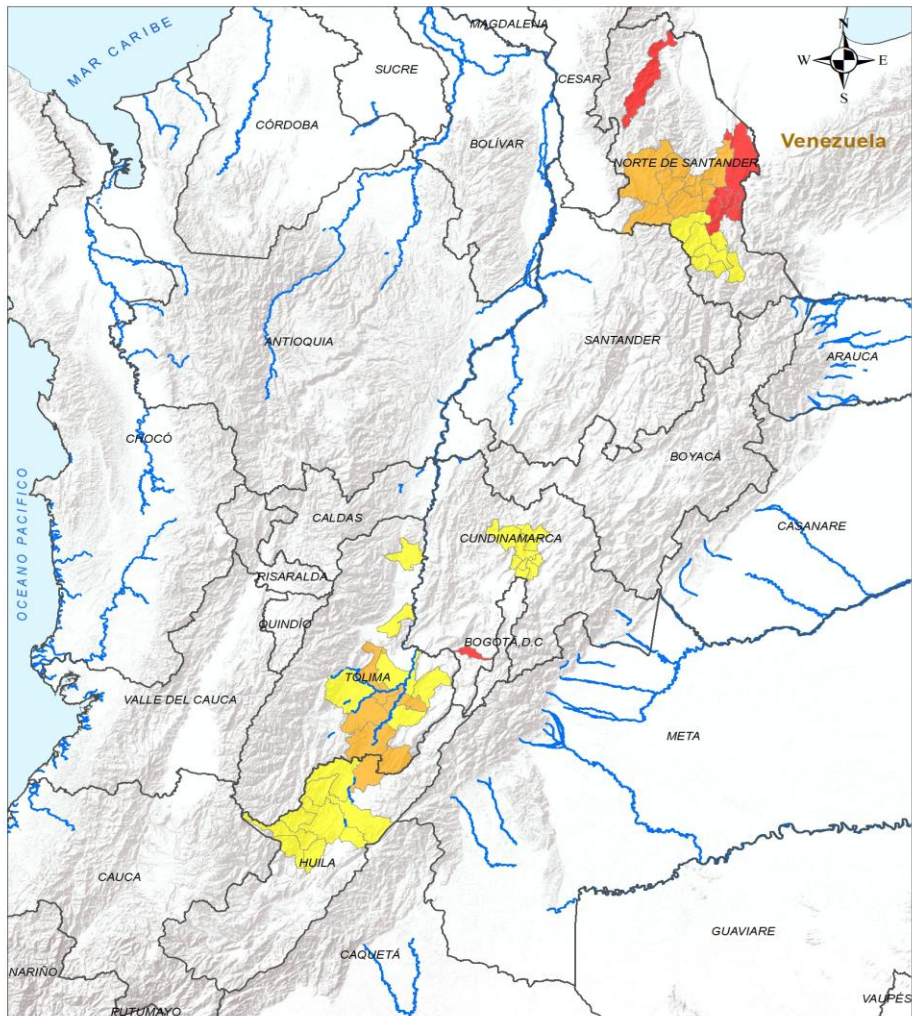 MAGDALENA
N
MAR CARIBE
SUCRE
CESAR
W
E
S
CÓRDOBA
BOLÍVAR
Venezuela
NORTE DE SANTANDER
ANTIOQUIA
SANTANDER
ARAUCA
CHOCÓ
BOYACÁ
OCEANO PACIFICO
CALDAS
CUNDINAMARCA
CASANARE
RISARALDA
QUINDÍO
BOGOTÁ, D.C
TOLIMA
VALLE DEL CAUCA
META
HUILA
CAUCA
GUAVIARE
CAQUETÁ
NARIÑO
VAUPÉS
PUTUMAYO